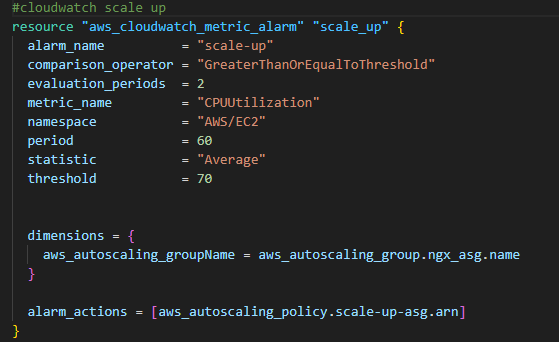 #cloudwatch scale up
resource "aws_cloudwatch_metric_alarm" "scale_up" {
  alarm_name          = "scale-up"
  comparison_operator = "GreaterThanOrEqualToThreshold"
  evaluation_periods  = 2
  metric_name         = "CPUUtilization"
  namespace           = "AWS/EC2"
  period              = 60
  statistic           = "Average"
  threshold           = 70
  dimensions = {
    aws_autoscaling_groupName = aws_autoscaling_group.ngx_asg.name
  }
  alarm_actions = [aws_autoscaling_policy.scale-up-asg.arn]
}